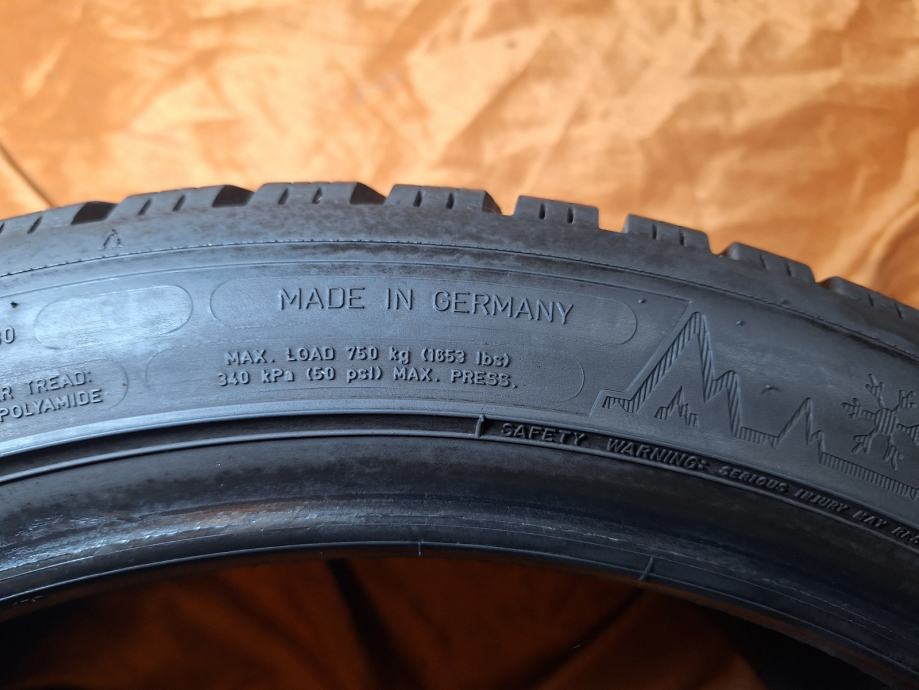 MADE IN GERMANY
MAX. LOAD 750 kg (1653 lbs)
340 kPa (50 psi) MAX. PRESS.
TREAD:
POLYAMIDE
SAFETY WARNING: SERIOUS INJURY MAY